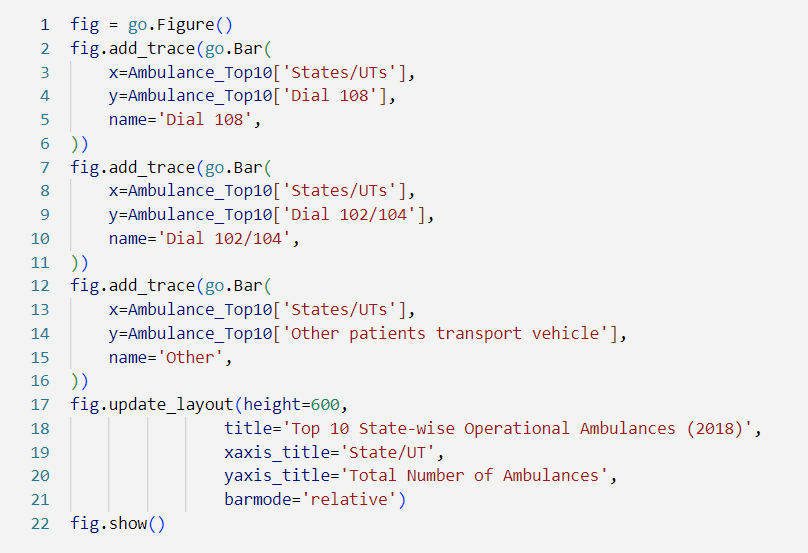 1 fig = go.Figure()
2 fig.add_trace(go.Bar(
3     x=Ambulance_Top10['States/UTs'],
4     y=Ambulance_Top10['Dial 108'],
5     name='Dial 108',
6 ))
7 fig.add_trace(go.Bar(
8     x=Ambulance_Top10['States/UTs'],
9     y=Ambulance_Top10['Dial 102/104'],
10     name='Dial 102/104',
11 ))
12 fig.add_trace(go.Bar(
13     x=Ambulance_Top10['States/UTs'],
14     y=Ambulance_Top10['Other patients transport vehicle'],
15     name='Other',
16 ))
17 fig.update_layout(height=600,
18                 title='Top 10 State-wise Operational Ambulances (2018)',
19                 xaxis_title='State/UT',
20                 yaxis_title='Total Number of Ambulances',
21                 barmode='relative')
22 fig.show()